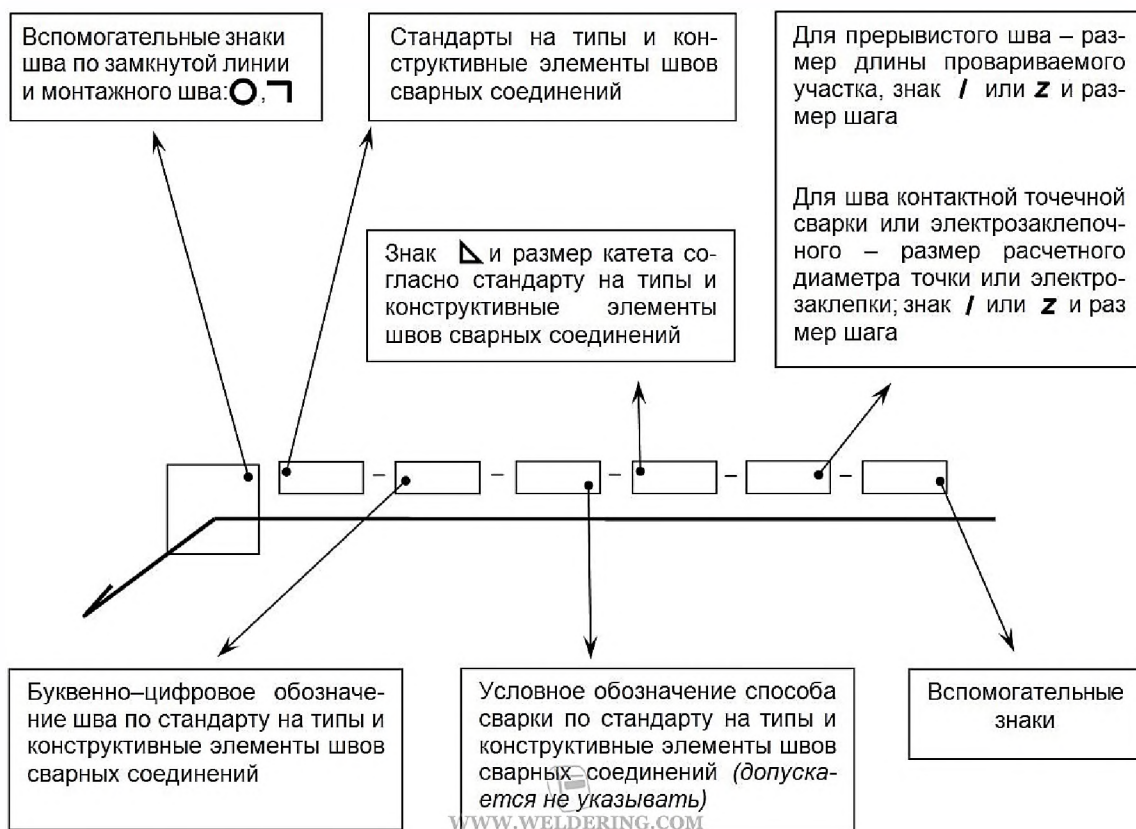 Вспомогательные знаки
шва по замкнутой линии
и монтажного шва:
Стандарты на типы и кон-
структивные элементы швов
сварных соединений
Для прерывистого шва – раз-
мер длины провариваемого
участка, знак / или Z и раз-
мер шага
Для шва контактной точечной
сварки или электрозаклепоч-
ного – размер расчетного
диаметра точки или электро-
заклепки; знак / или Z и раз
мер шага
Знак и размер катета со-
гласно стандарту на типы и
конструктивные элементы
швов сварных соединений
Буквенно–цифровое обозначе-
ние шва по стандарту на типы и
конструктивные элементы швов
сварных соединений
Условное обозначение способа
сварки по стандарту на типы и
конструктивные элементы швов
сварных соединений (допуска-
ется не указывать)
Вспомогательные
знаки
WWW.WELDERING.COM